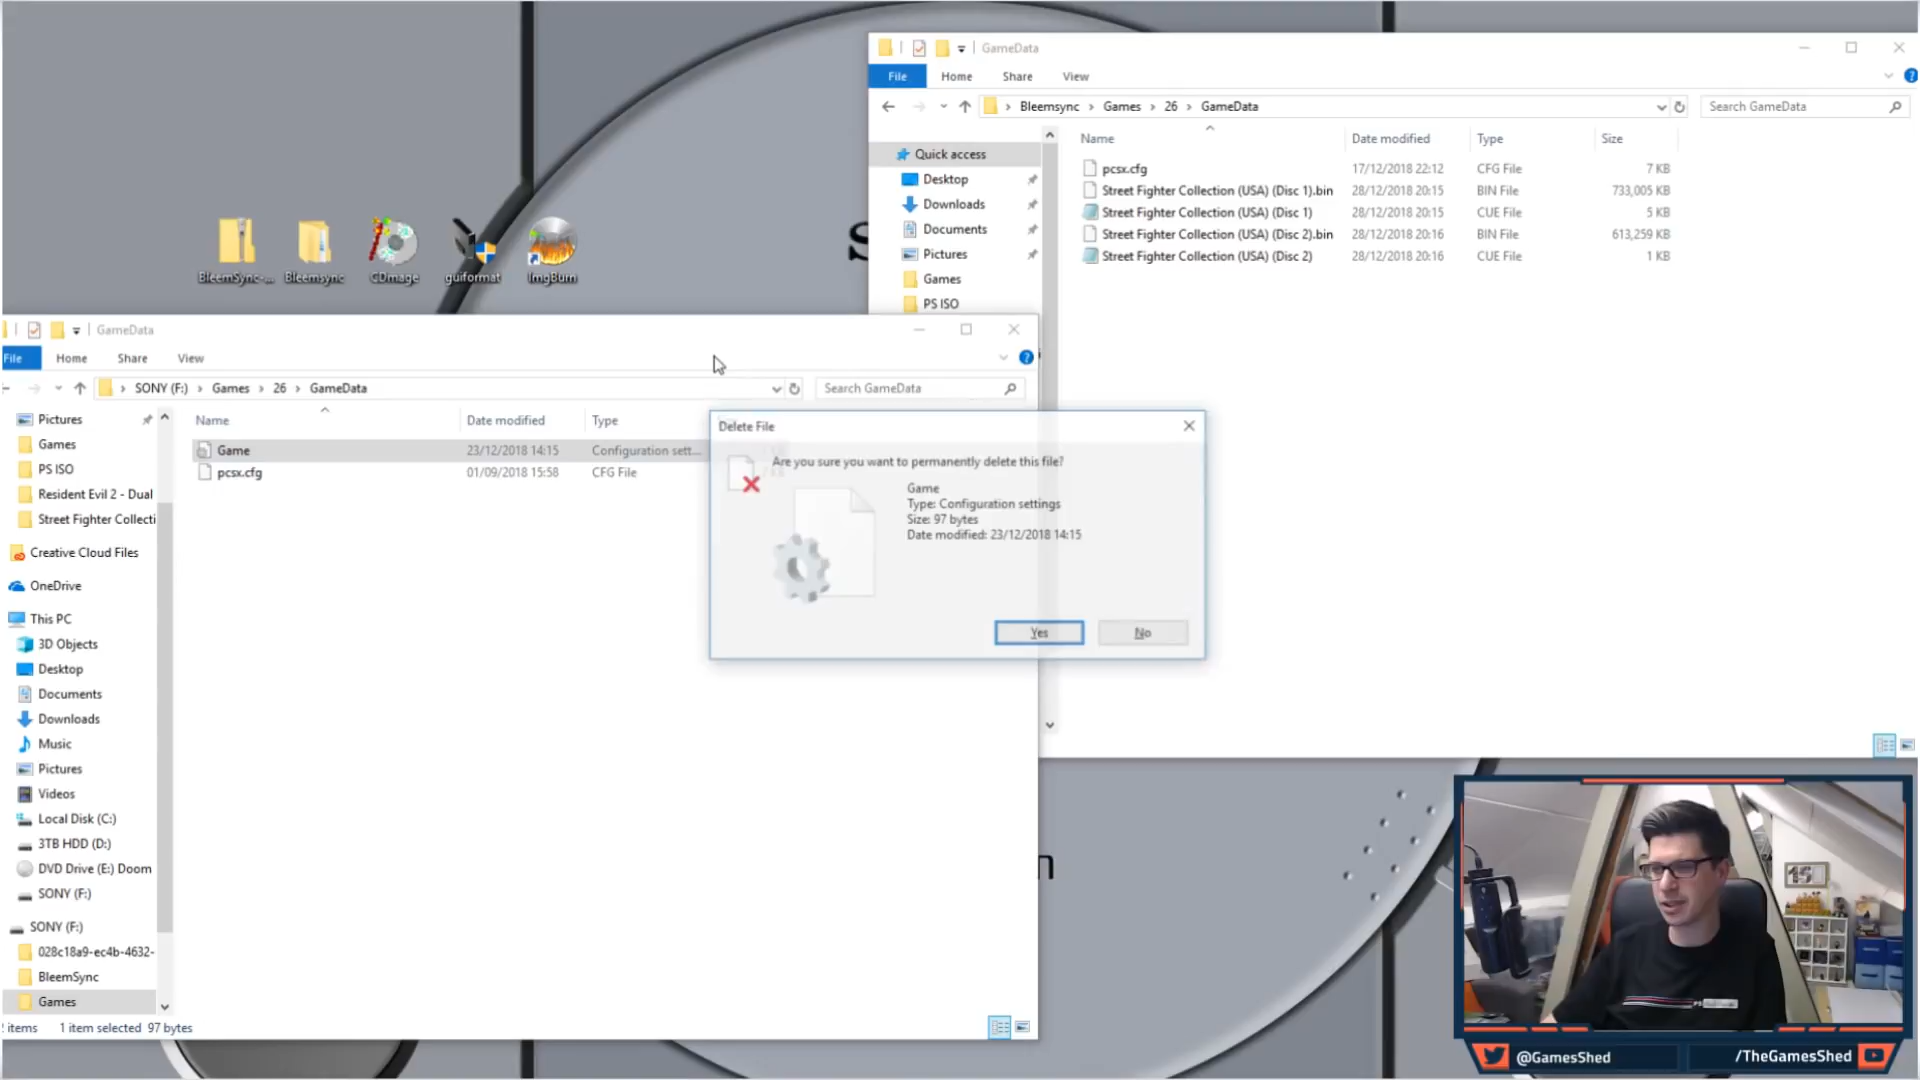 GameData
File Home Share View
Bleemsync Games 26 GameData
Search GameData
Name Date modified Type Size
Quick access
Desktop
Downloads
Documents
Pictures
Games
PS ISO
pcsx.cfg 17/12/2018 22:12 CFG File 7 KB
Street Fighter Collection (USA) (Disc 1).bin 28/12/2018 20:15 BIN File 733,005 KB
Street Fighter Collection (USA) (Disc 1) 28/12/2018 20:15 CUE File 5 KB
Street Fighter Collection (USA) (Disc 2).bin 28/12/2018 20:16 BIN File 613,259 KB
Street Fighter Collection (USA) (Disc 2) 28/12/2018 20:16 CUE File 1 KB
BleemSync-... Bleemsync CDmage guiformat ImgBurn
GameData
File Home Share View
SONY (F:) Games 26 GameData
Search GameData
Name Date modified Type
Game 23/12/2018 14:15 Configuration sett...
pcsx.cfg 01/09/2018 15:58 CFG File
Pictures
Games
PS ISO
Resident Evil 2 - Dual
Street Fighter Collecti
Creative Cloud Files
OneDrive
This PC
3D Objects
Desktop
Documents
Downloads
Music
Pictures
Videos
Local Disk (C:)
3TB HDD (D:)
DVD Drive (E:) Doom
SONY (F:)
SONY (F:)
028c18a9-ec4b-4632-
BleemSync
Games
items 1 item selected 97 bytes
Delete File
Are you sure you want to permanently delete this file?
Game
Type: Configuration settings
Size: 97 bytes
Date modified: 23/12/2018 14:15
Yes No
n
@GamesShed
/TheGamesShed